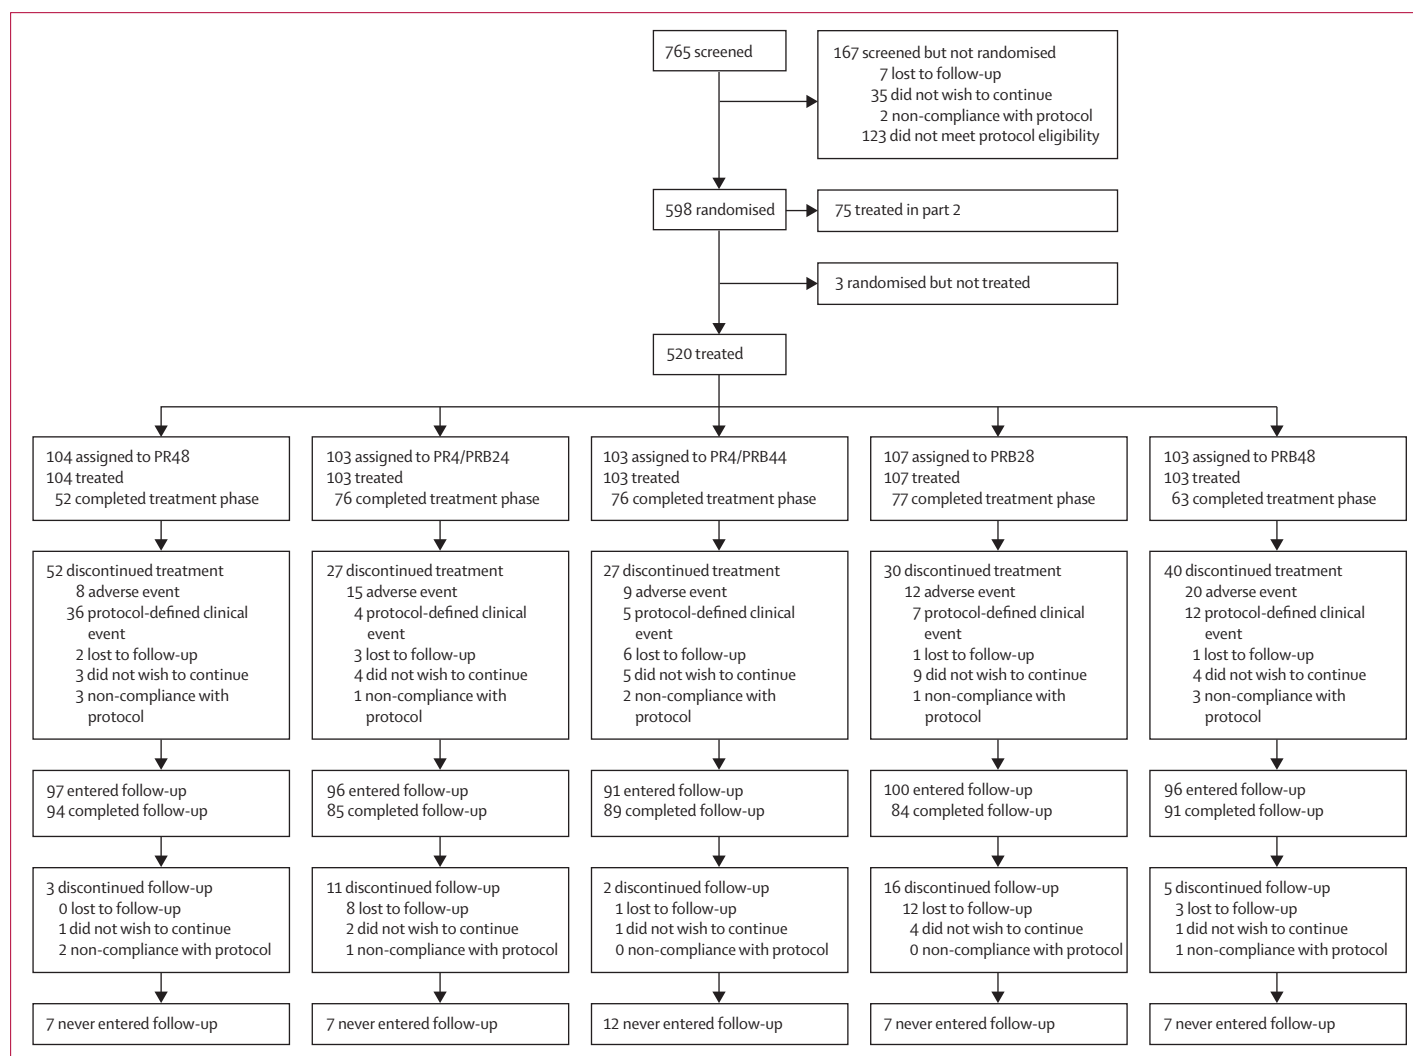 765 screened
167 screened but not randomised
7 lost to follow-up
35 did not wish to continue
2 non-compliance with protocol
123 did not meet protocol eligibility
598 randomised
75 treated in part 2
3 randomised but not treated
520 treated
104 assigned to PR48
104 treated
52 completed treatment phase
103 assigned to PR4/PRB24
103 treated
76 completed treatment phase
103 assigned to PR4/PRB44
103 treated
76 completed treatment phase
107 assigned to PRB28
107 treated
77 completed treatment phase
103 assigned to PRB48
103 treated
63 completed treatment phase
52 discontinued treatment
8 adverse event
36 protocol-defined clinical
event
2 lost to follow-up
3 did not wish to continue
3 non-compliance with
protocol
27 discontinued treatment
15 adverse event
4 protocol-defined clinical
event
3 lost to follow-up
4 did not wish to continue
1 non-compliance with
protocol
27 discontinued treatment
9 adverse event
5 protocol-defined clinical
event
6 lost to follow-up
5 did not wish to continue
2 non-compliance with
protocol
30 discontinued treatment
12 adverse event
7 protocol-defined clinical
event
1 lost to follow-up
9 did not wish to continue
1 non-compliance with
protocol
40 discontinued treatment
20 adverse event
12 protocol-defined clinical
event
1 lost to follow-up
4 did not wish to continue
3 non-compliance with
protocol
97 entered follow-up
94 completed follow-up
96 entered follow-up
85 completed follow-up
91 entered follow-up
89 completed follow-up
100 entered follow-up
84 completed follow-up
96 entered follow-up
91 completed follow-up
3 discontinued follow-up
0 lost to follow-up
1 did not wish to continue
2 non-compliance with protocol
11 discontinued follow-up
8 lost to follow-up
2 did not wish to continue
1 non-compliance with protocol
2 discontinued follow-up
1 lost to follow-up
1 did not wish to continue
0 non-compliance with protocol
16 discontinued follow-up
12 lost to follow-up
4 did not wish to continue
0 non-compliance with protocol
5 discontinued follow-up
3 lost to follow-up
1 did not wish to continue
1 non-compliance with protocol
7 never entered follow-up
7 never entered follow-up
12 never entered follow-up
7 never entered follow-up
7 never entered follow-up